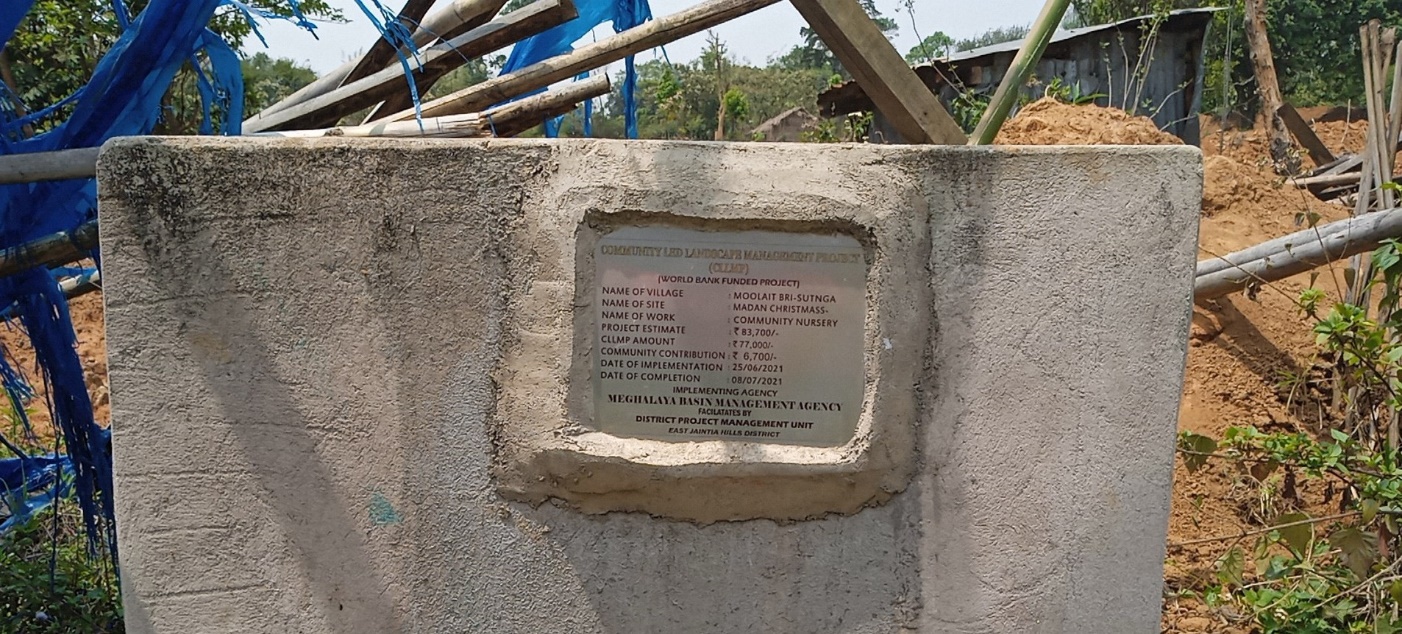 COMMUNITY LED LANDSCAPE MANAGEMENT PROJECT
(CLLMP)
(WORLD BANK FUNDED PROJECT)
NAME OF VILLAGE : MOOLAIT BRI-SUTNGA
NAME OF SITE : MADAN CHRISTMASS-
NAME OF WORK : COMMUNITY NURSERY
PROJECT ESTIMATE : ₹ 83,700/-
CLLMP AMOUNT : ₹ 77,000/-
COMMUNITY CONTRIBUTION : ₹ 6,700/-
DATE OF IMPLEMENTATION : 25/06/2021
DATE OF COMPLETION : 08/07/2021
IMPLEMENTING AGENCY
MEGHALAYA BASIN MANAGEMENT AGENCY
FACILATATES BY
DISTRICT PROJECT MANAGEMENT UNIT
EAST JAINTIA HILLS DISTRICT